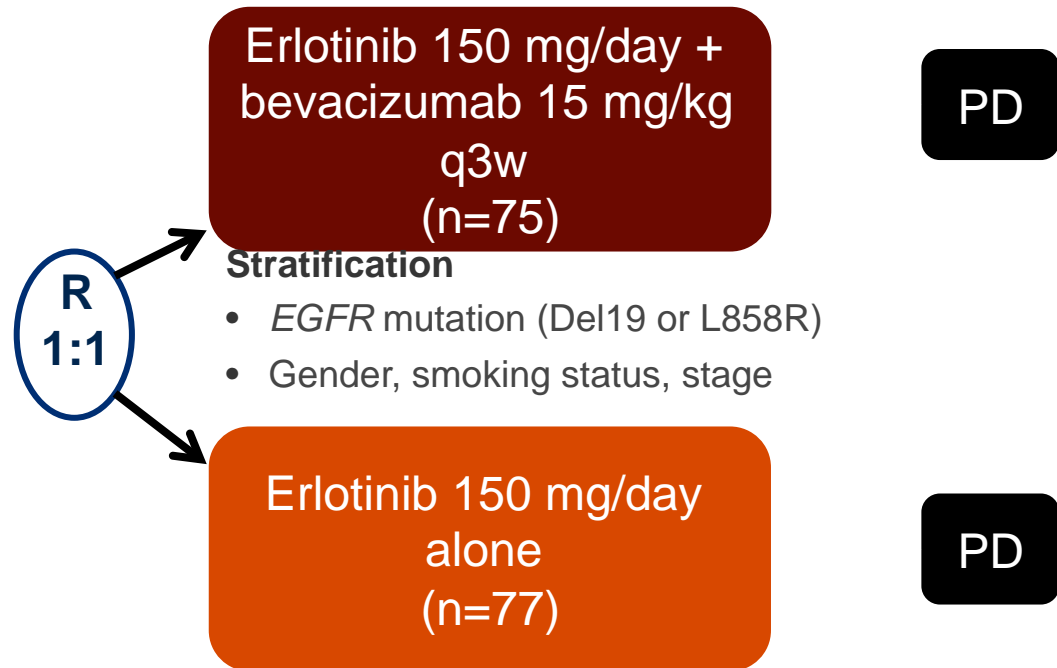 Erlotinib 150 mg/day +
bevacizumab 15 mg/kg
q3w
(n=75)
PD
R
1:1
Stratification
• EGFR mutation (Del19 or L858R)
• Gender, smoking status, stage
Erlotinib 150 mg/day
alone
(n=77)
PD